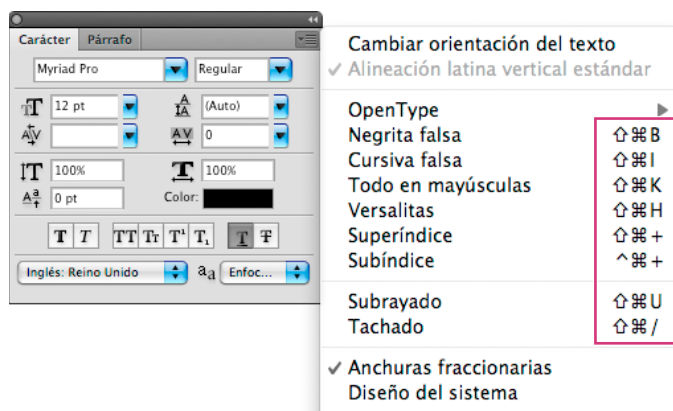 Carácter Párrafo
Myriad Pro Regular
12 pt (Auto)
0
100% 100%
0 pt Color:
T T TT Tr T¹ T₁ T T
Inglés: Reino Unido aa Enfoc...
Cambiar orientación del texto
✓ Alineación latina vertical estándar
OpenType ▶
Negrita falsa ⇧⌘B
Cursiva falsa ⇧⌘I
Todo en mayúsculas ⇧⌘K
Versalitas ⇧⌘H
Superíndice ⇧⌘+
Subíndice ^⌘+
Subrayado ⇧⌘U
Tachado ⇧⌘/
✓ Anchuras fraccionarias
Diseño del sistema